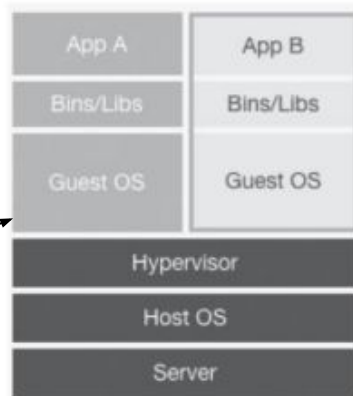 App A App B
Bins/Libs Bins/Libs
Guest OS Guest OS
Hypervisor
Host OS
Server